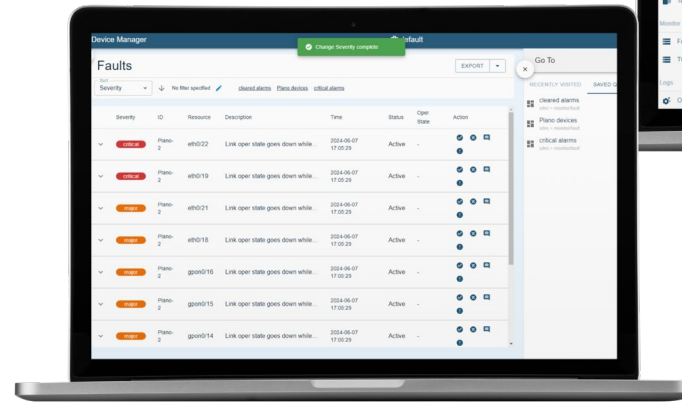 Device Manager
Change Severity complete
Faults
EXPORT
Go To
Sort
Severity
No filter specified
cleared alarms Plano devices critical alarms
RECENTLY VISITED SAVED Q
cleared alarms
Plano devices
critical alarms
Severity ID Resource Description Time Status Oper State Action
critical Plano-2 eth0/22 Link oper state goes down while... 2024-06-07 17:05:29 Active -
critical Plano-2 eth0/19 Link oper state goes down while... 2024-06-07 17:05:29 Active -
major Plano-2 eth0/21 Link oper state goes down while... 2024-06-07 17:05:29 Active -
major Plano-2 eth0/18 Link oper state goes down while... 2024-06-07 17:05:29 Active -
major Plano-2 gpon0/16 Link oper state goes down while... 2024-06-07 17:05:29 Active -
major Plano-2 gpon0/15 Link oper state goes down while... 2024-06-07 17:05:29 Active -
major Plano-2 gpon0/14 Link oper state goes down while... 2024-06-07 17:05:29 Active -
Monitor
Logs